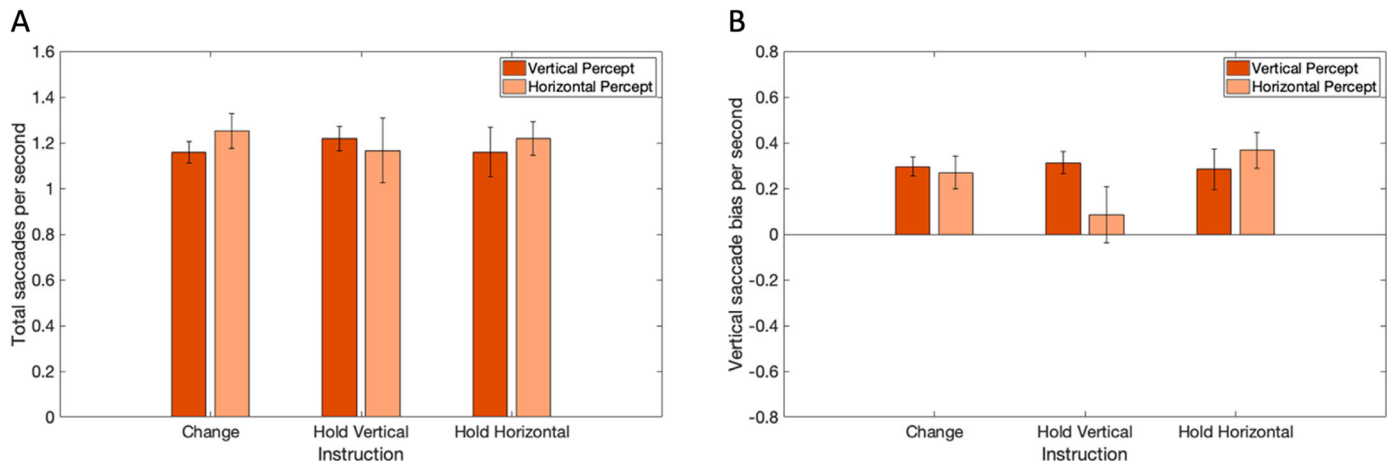 A
1.6
1.4
1.2
1
0.8
0.6
0.4
0.2
0
Total saccades per second
Vertical Percept
Horizontal Percept
Change
Hold Vertical
Hold Horizontal
Instruction
B
0.8
0.6
0.4
0.2
0
-0.2
-0.4
-0.6
-0.8
Vertical saccade bias per second
Vertical Percept
Horizontal Percept
Change
Hold Vertical
Hold Horizontal
Instruction